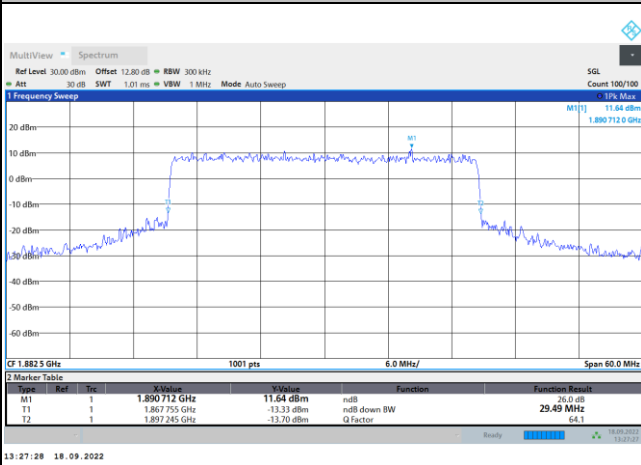 MultiView Spectrum
Ref Level 30.00 dBm Offset 12.80 dB RBW 300 kHz SGL
Att 30 dB SWT 1.01 ms VBW 1 MHz Mode Auto Sweep Count 100/100
1 Frequency Sweep 1Pk Max
M1[1] 11.64 dBm
1.890 712 0 GHz
M1
20 dBm
10 dBm
0 dBm
-10 dBm
-20 dBm
-30 dBm
-40 dBm
-50 dBm
-60 dBm
CF 1.882 5 GHz 1001 pts 6.0 MHz/ Span 60.0 MHz
2 Marker Table
Type Ref Trc X-Value Y-Value Function Function Result
M1 1 1.890 712 GHz 11.64 dBm ndB 26.0 dB
T1 1 1.867 755 GHz -13.33 dBm ndB down BW 29.49 MHz
T2 1 1.897 245 GHz -13.70 dBm Q Factor 64.1
Ready 18.09.2022
13:27:27
13:27:28 18.09.2022